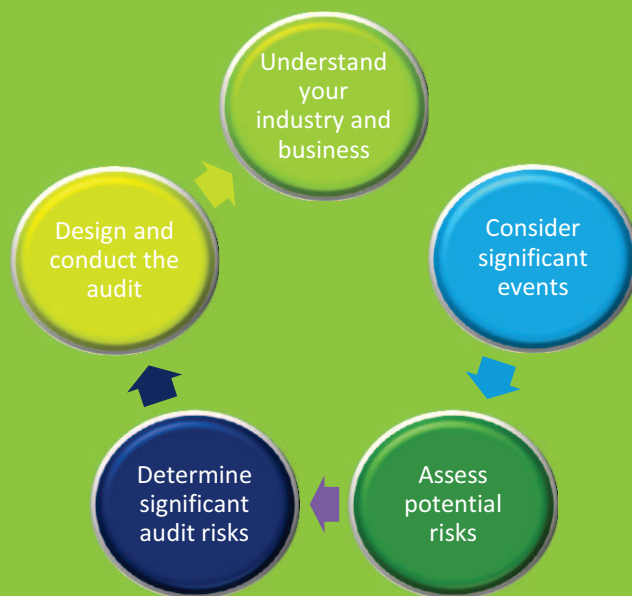 Understand
your
industry and
business
Consider
significant
events
Assess
potential
risks
Determine
significant
audit risks
Design and
conduct the
audit